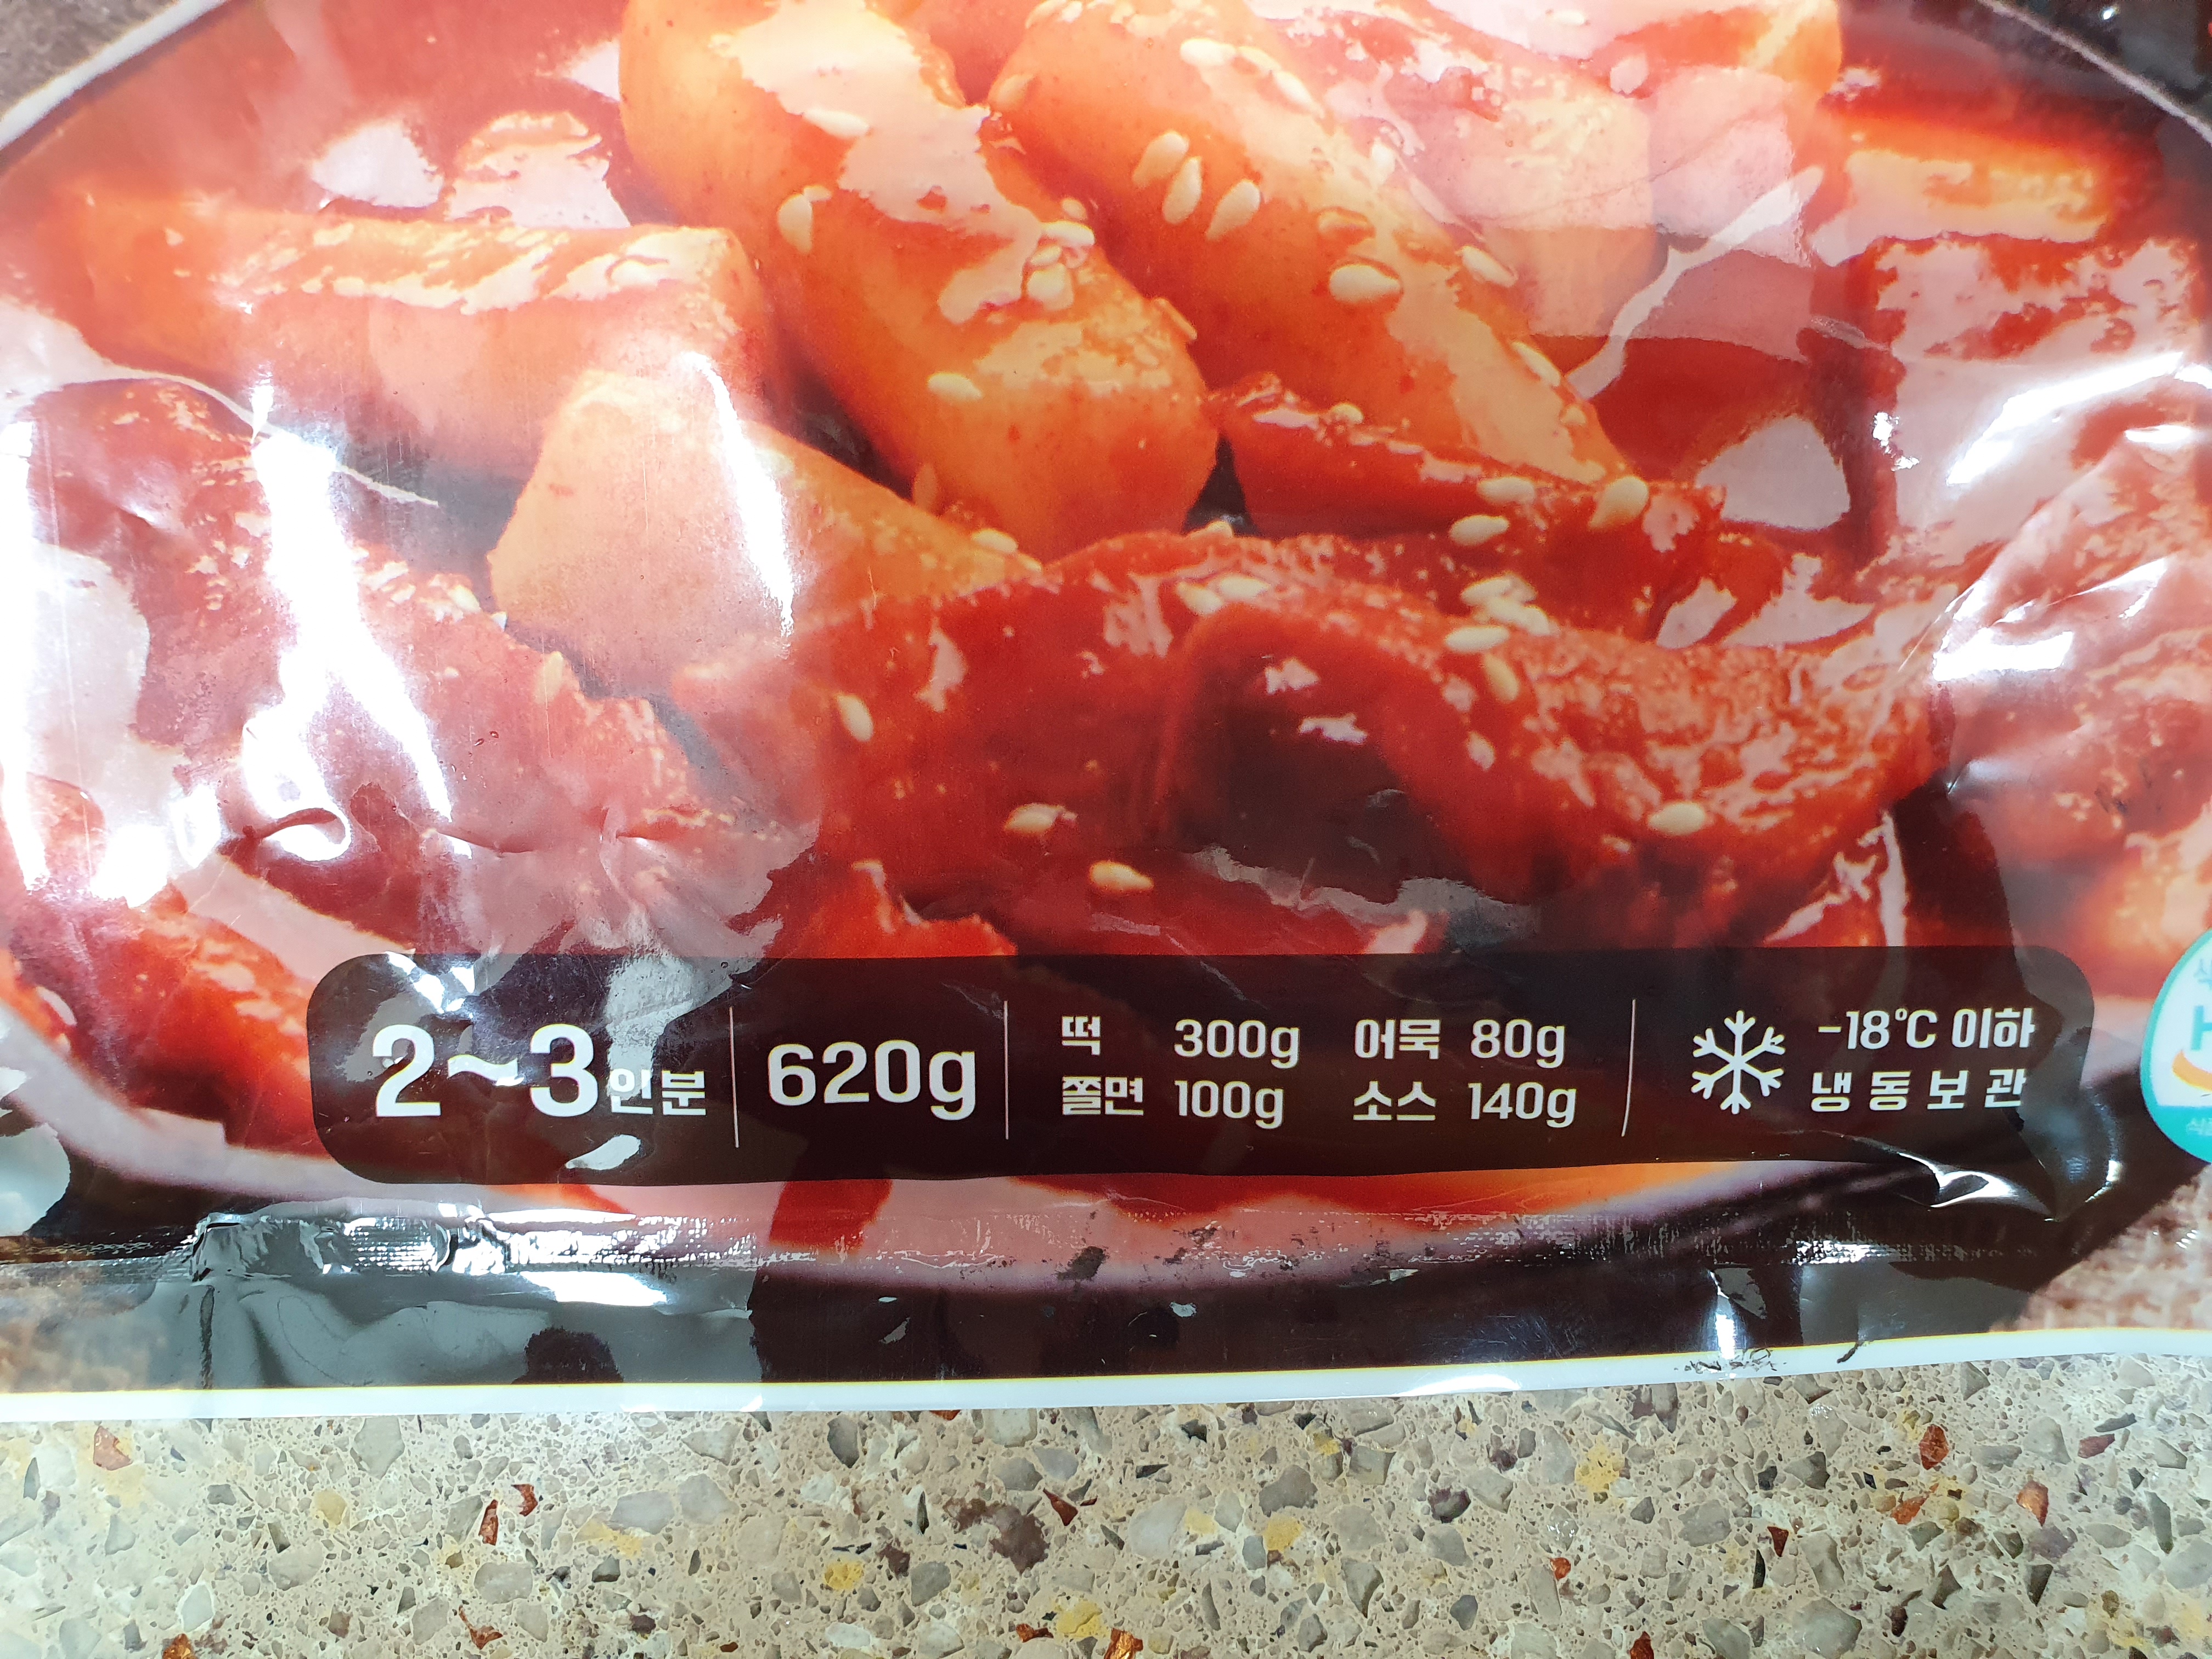 2~3인분
620g
떡 300g 어묵 80g
쫄면 100g 소스 140g
-18℃ 이하
냉동보관